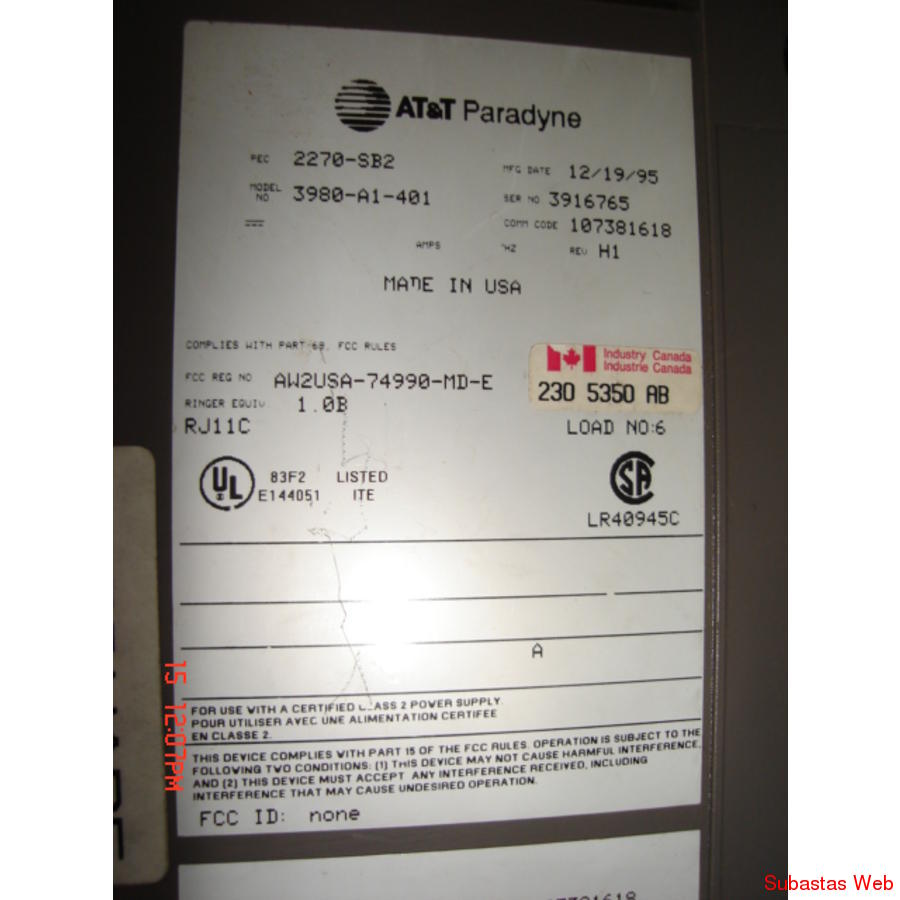 AT&T Paradyne
PEC 2270-SB2
MFG DATE 12/19/95
MODEL NO 3980-A1-401
SER NO 3916765
COMM CODE 107381618
AMPS HZ REV H1
MADE IN USA
COMPLIES WITH PART 68, FCC RULES
Industry Canada
Industrie Canada
FCC REG NO AW2USA-74990-MD-E
230 5350 AB
RINGER EQUIV. 1.0B
RJ11C
LOAD NO:6
UL
83F2 LISTED
E144051 ITE
SA
LR40945C
A
FOR USE WITH A CERTIFIED CLASS 2 POWER SUPPLY.
POUR UTILISER AVEC UNE ALIMENTATION CERTIFEE
EN CLASSE 2.
THIS DEVICE COMPLIES WITH PART 15 OF THE FCC RULES. OPERATION IS SUBJECT TO THE
FOLLOWING TWO CONDITIONS: (1) THIS DEVICE MAY NOT CAUSE HARMFUL INTERFERENCE,
AND (2) THIS DEVICE MUST ACCEPT ANY INTERFERENCE RECEIVED, INCLUDING
INTERFERENCE THAT MAY CAUSE UNDESIRED OPERATION.
FCC ID: none
15 12:07PM
107381618
Subastas Web